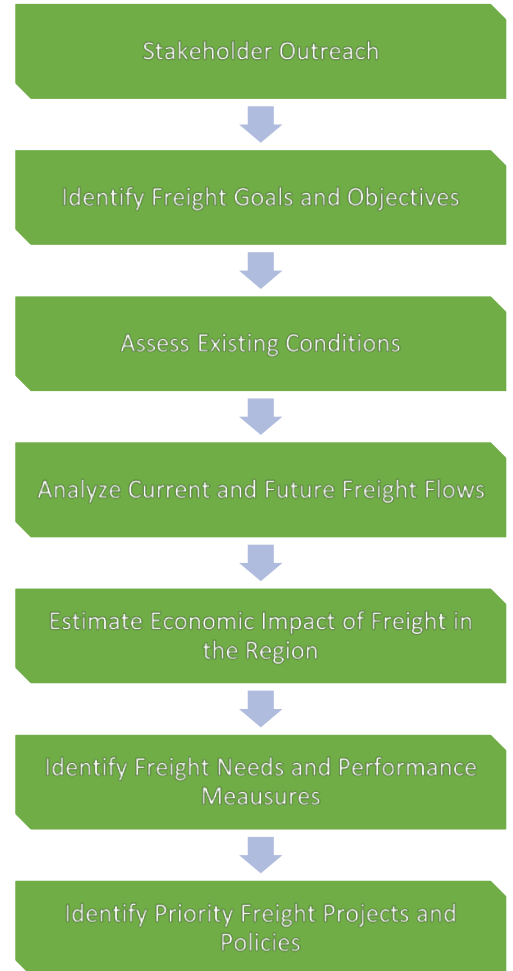 Stakeholder Outreach
Identify Freight Goals and Objectives
Assess Existing Conditions
Analyze Current and Future Freight Flows
Estimate Economic Impact of Freight in
the Region
Identify Freight Needs and Performance
Meausures
Identify Priority Freight Projects and
Policies